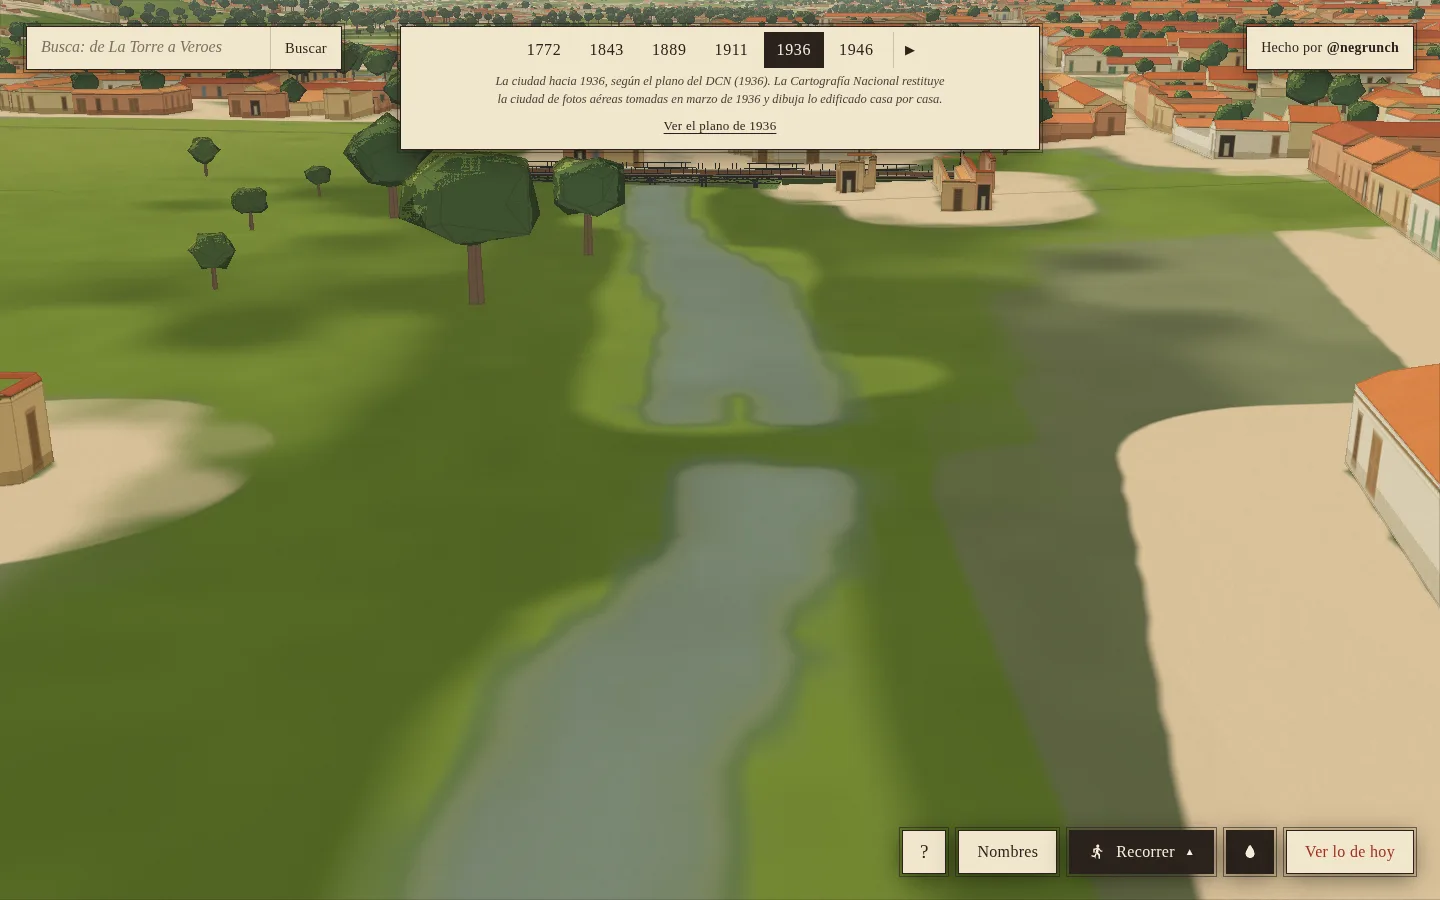 Busca: de La Torre a Veroes
Buscar
1772 1843 1889 1911 1936 1946 ▶
La ciudad hacia 1936, según el plano del DCN (1936). La Cartografía Nacional restituye
la ciudad de fotos aéreas tomadas en marzo de 1936 y dibuja lo edificado casa por casa.
Ver el plano de 1936
Hecho por @negrunch
?
Nombres
Recorrer ▲
Ver lo de hoy